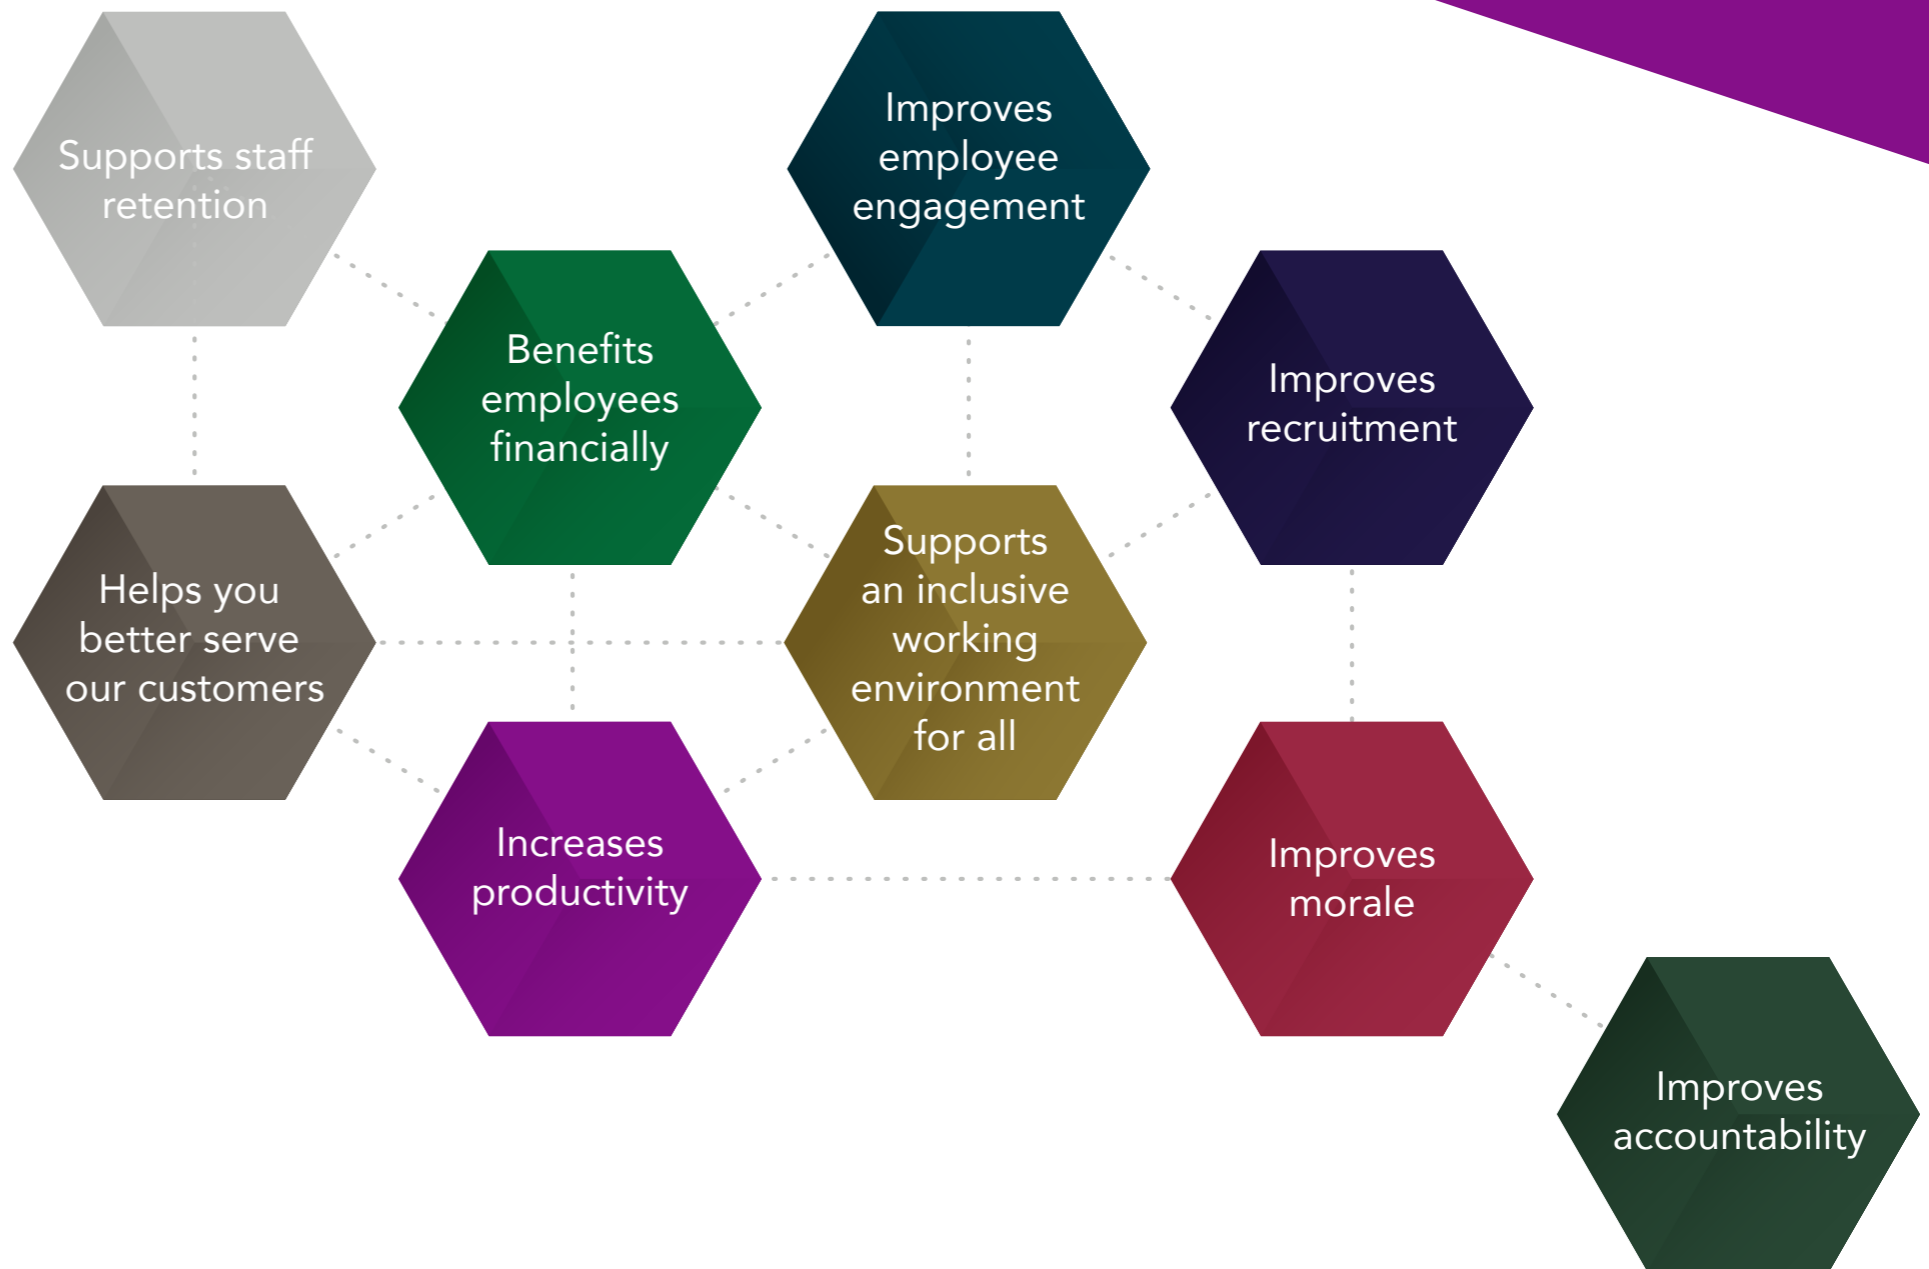 Supports staff
retention
Improves
employee
engagement
Benefits
employees
financially
Improves
recruitment
Helps you
better serve
our customers
Supports
an inclusive
working
environment
for all
Increases
productivity
Improves
morale
Improves
accountability